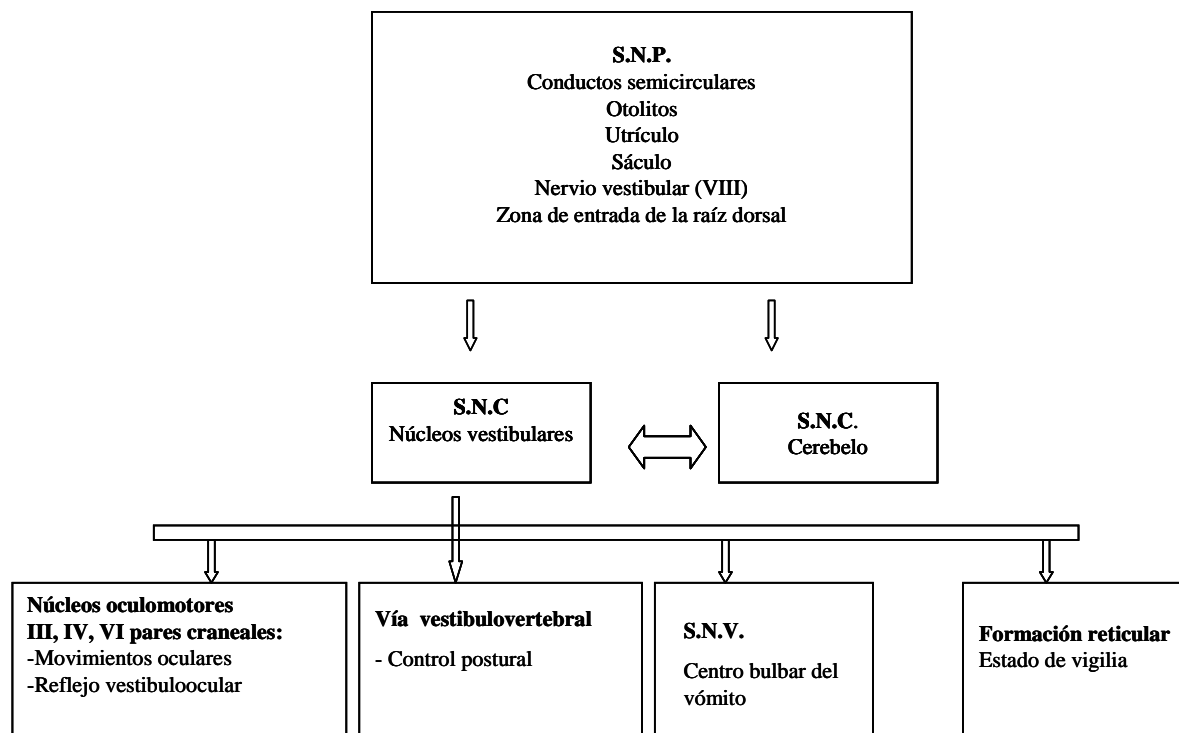 S.N.P.
Conductos semicirculares
Otolitos
Utrículo
Sáculo
Nervio vestibular (VIII)
Zona de entrada de la raíz dorsal
S.N.C
Núcleos vestibulares
S.N.C.
Cerebelo
Núcleos oculomotores
III, IV, VI pares craneales:
-Movimientos oculares
-Reflejo vestibuloocular
Vía vestibulovertebral
- Control postural
S.N.V.
Centro bulbar del
vómito
Formación reticular
Estado de vigilia